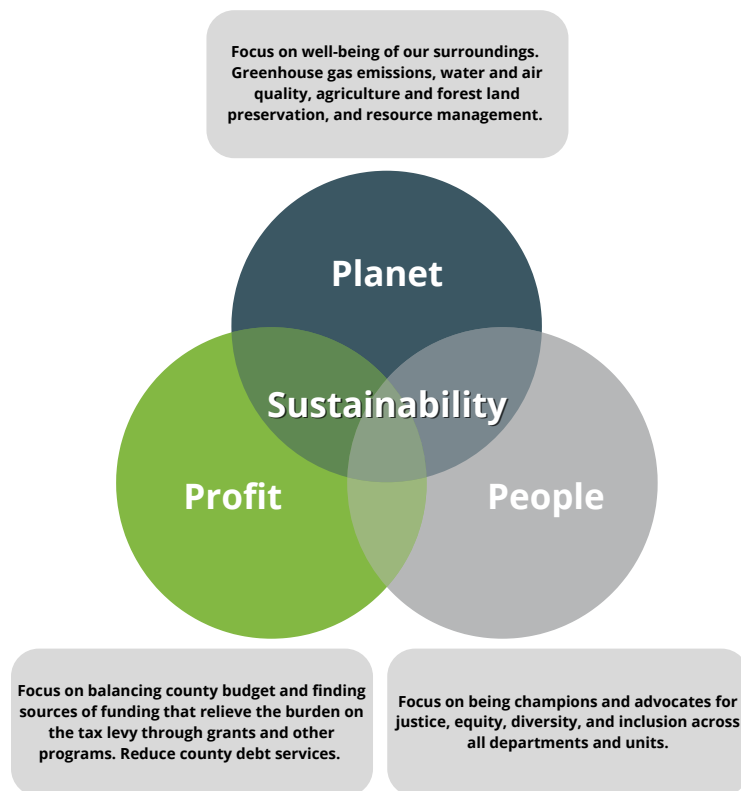 Focus on well-being of our surroundings.
Greenhouse gas emissions, water and air
quality, agriculture and forest land
preservation, and resource management.
Planet
Sustainability
Profit
People
Focus on balancing county budget and finding
sources of funding that relieve the burden on
the tax levy through grants and other
programs. Reduce county debt services.
Focus on being champions and advocates for
justice, equity, diversity, and inclusion across
all departments and units.